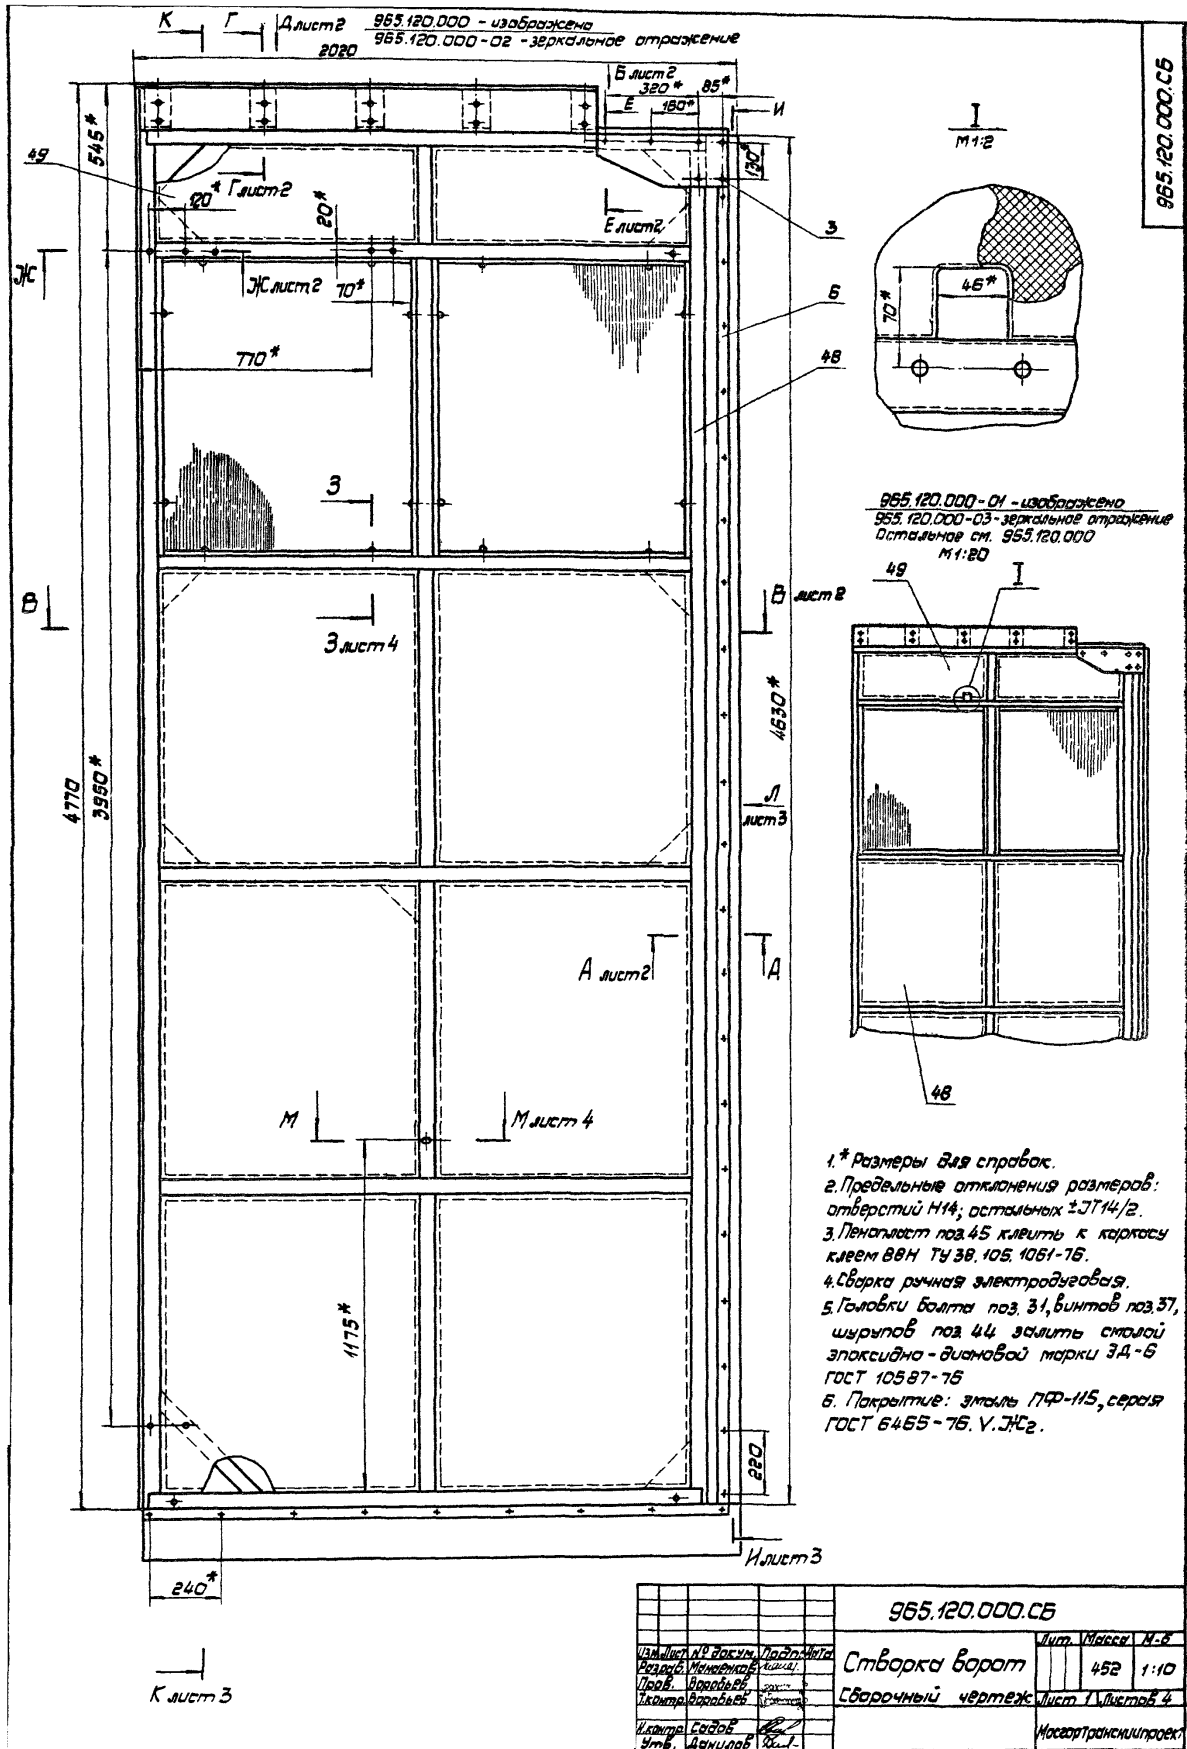 К
Г
Д лист 2
965.120.000 - изображено
965.120.000-02 - зеркальное отражение
2020
Б лист 2
320*
85*
Е
160*
И
965.120.000.СБ
I
М1:2
545*
49
130*
120*
Г лист 2
20*
Е лист 2
3
Ж
Ж лист 2
70*
6
46*
70*
770*
48
З
965.120.000-01 - изображено
965.120.000-03 - зеркальное отражение
Остальное см. 965.120.000
М1:20
49
I
В
В лист 2
З лист 4
4630*
4770
3960*
Л
лист 3
А лист 2
А
48
М
М лист 4
1. * Размеры для справок.
2. Предельные отклонения размеров:
отверстий Н14; остальных ±JT14/2.
3. Пенопласт поз. 45 клеить к каркасу
клеем 88Н ТУ 38.105.1061-76.
4. Сварка ручная электродуговая.
5. Головки болта поз. 31, винтов поз. 37,
шурупов поз. 44 залить смолой
эпоксидно-диановой марки ЭД-6
ГОСТ 10587-76
6. Покрытие: эмаль ПФ-115, серая
ГОСТ 6465-76. V. Ж2.
1175*
220
И лист 3
240*
К лист 3
965.120.000.СБ
Изм. Лист № докум. Подп. Дата
Разраб.
Пров. Воробьев
Т.контр. Воробьев
Н.контр. Садов
Утв. Данилов
Створка ворот
Сборочный чертеж
Лит. Масса М-б
452 1:10
Лист 1 Листов 4
Мосгортрансниипроект